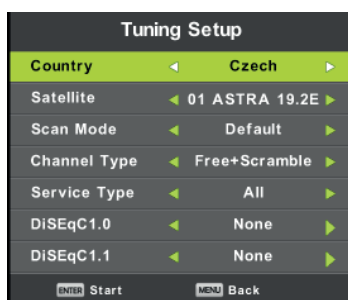 Tuning Setup
Country Czech
Satellite 01 ASTRA 19.2E
Scan Mode Default
Channel Type Free+Scramble
Service Type All
DiSEqC1.0 None
DiSEqC1.1 None
ENTER Start MENU Back